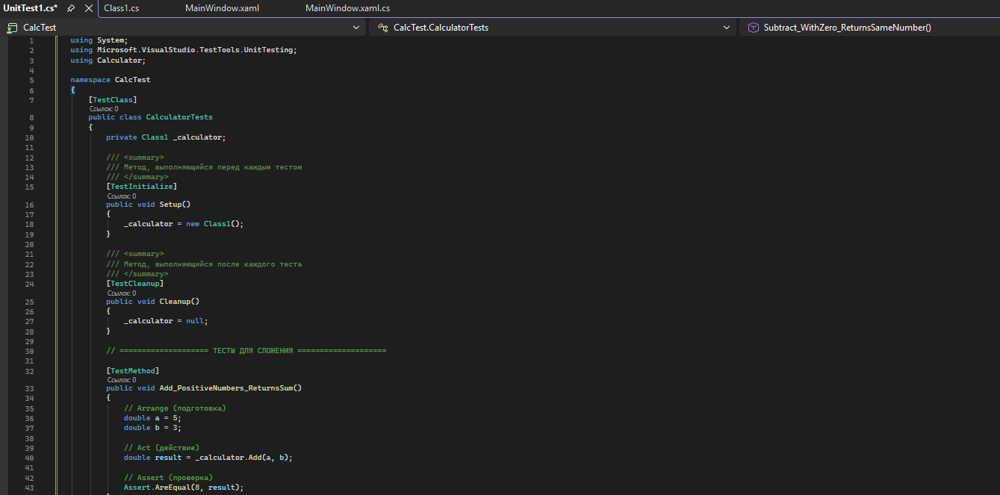 UnitTest1.cs* Class1.cs MainWindow.xaml MainWindow.xaml.cs
CalcTest CalcTest.CalculatorTests Subtract_WithZero_ReturnsSameNumber()
1 using System;
2 using Microsoft.VisualStudio.TestTools.UnitTesting;
3 using Calculator;
4
5 namespace CalcTest
6 {
7 [TestClass]
Ссылок: 0
8 public class CalculatorTests
9 {
10 private Class1 _calculator;
11
12 /// <summary>
13 /// Метод, выполняющийся перед каждым тестом
14 /// </summary>
15 [TestInitialize]
Ссылок: 0
16 public void Setup()
17 {
18 _calculator = new Class1();
19 }
20
21 /// <summary>
22 /// Метод, выполняющийся после каждого теста
23 /// </summary>
24 [TestCleanup]
Ссылок: 0
25 public void Cleanup()
26 {
27 _calculator = null;
28 }
29
30 // ==================== ТЕСТЫ ДЛЯ СЛОЖЕНИЯ ====================
31
32 [TestMethod]
Ссылок: 0
33 public void Add_PositiveNumbers_ReturnsSum()
34 {
35 // Arrange (подготовка)
36 double a = 5;
37 double b = 3;
38
39 // Act (действие)
40 double result = _calculator.Add(a, b);
41
42 // Assert (проверка)
43 Assert.AreEqual(8, result);